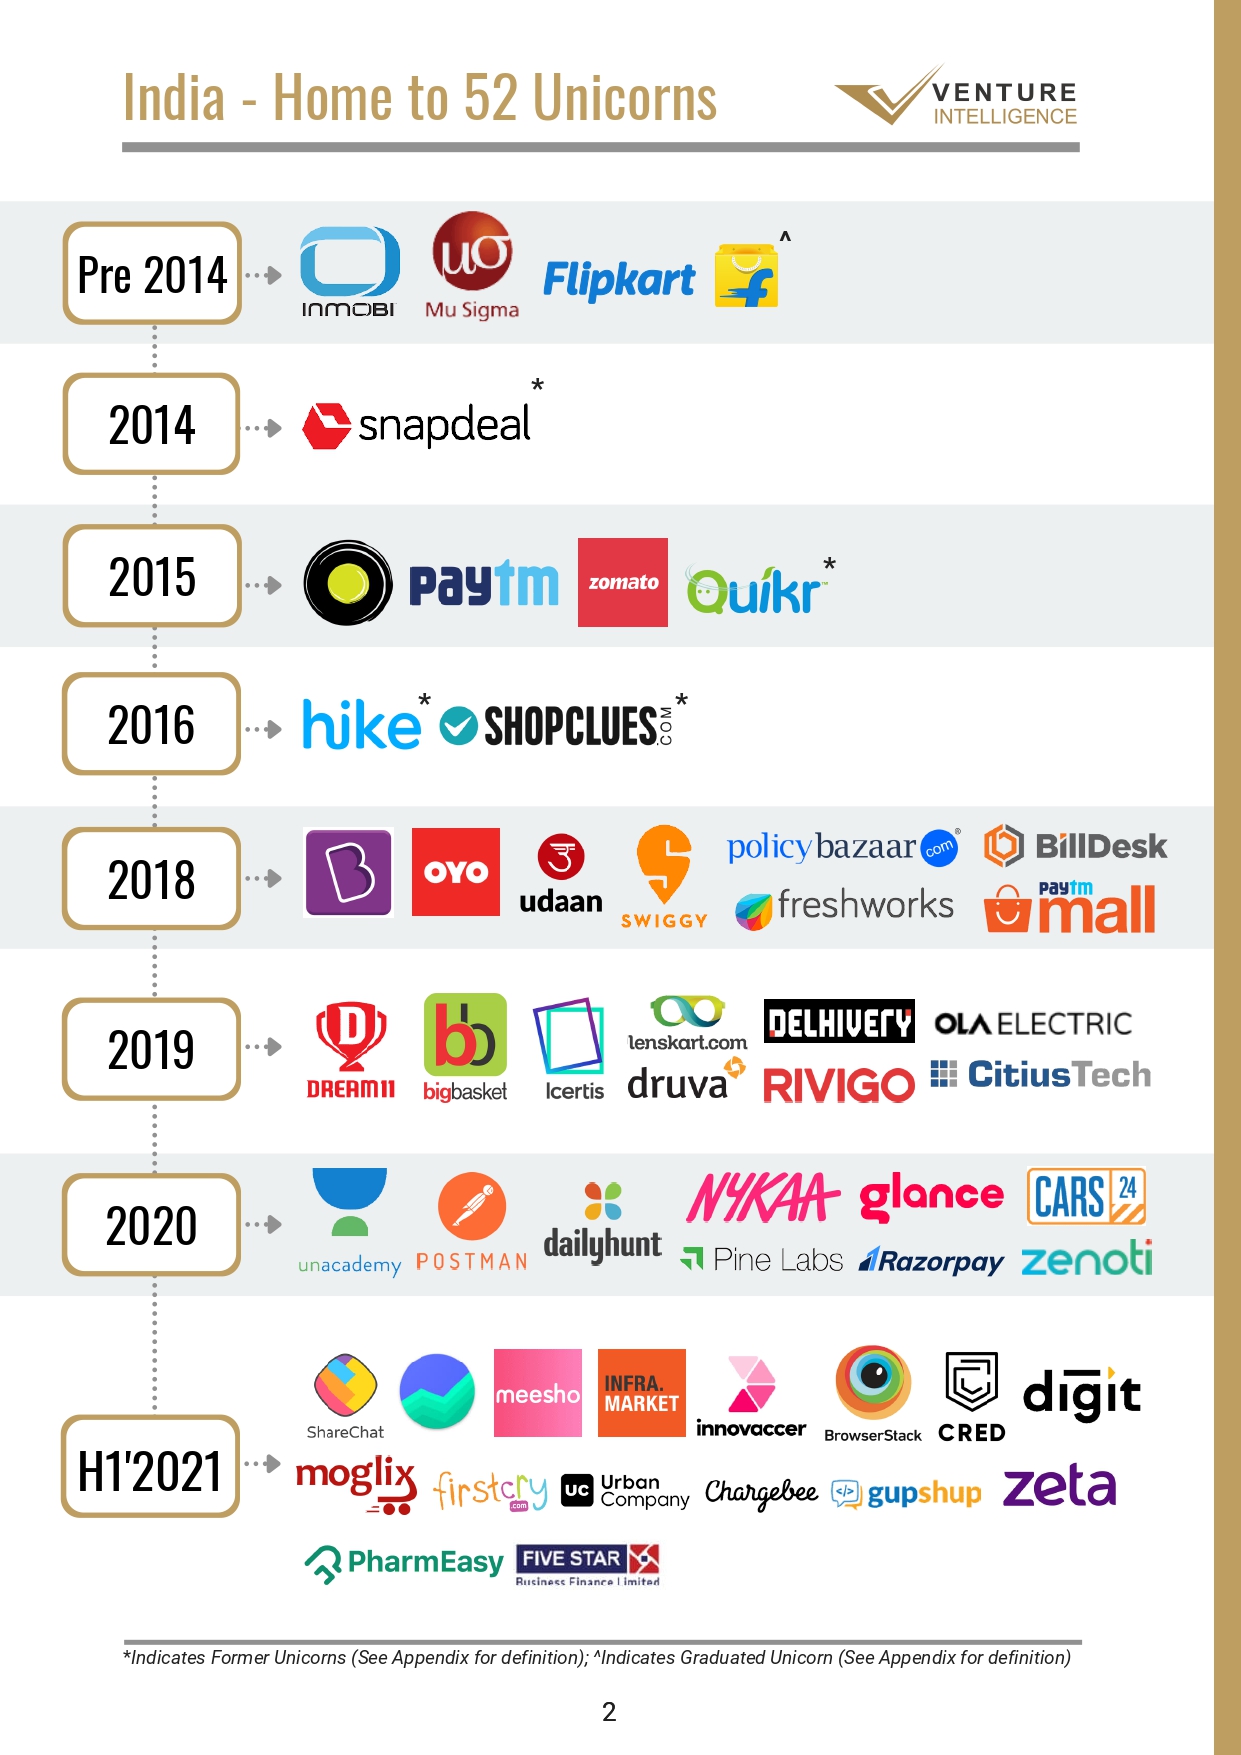 India - Home to 52 Unicorns
VENTURE
INTELLIGENCE
Pre 2014
INMOBI
μσ
Mu Sigma
Flipkart
f
^
2014
snapdeal
*
2015
paytm
zomato
Quikr
™
*
2016
hike
*
SHOPCLUES
.COM
*
2018
B
OYO
उ
udaan
SWIGGY
policybazaar
com
®
BillDesk
freshworks
paytm
mall
2019
D
DREAM11
bb
bigbasket
Icertis
lenskart.com
DELHIVERY
OLA ELECTRIC
druva
RIVIGO
CitiusTech
2020
unacademy
POSTMAN
dailyhunt
NYKAA
glance
CARS 24
Pine Labs
Razorpay
zenoti
H1'2021
ShareChat
meesho
INFRA.
MARKET
innovaccer
BrowserStack
CRED
digit
moglix
firstcry
.com
UC
Urban
Company
Chargebee
</>
gupshup
zeta
PharmEasy
FIVE STAR
Business Finance Limited
*Indicates Former Unicorns (See Appendix for definition); ^Indicates Graduated Unicorn (See Appendix for definition)
2